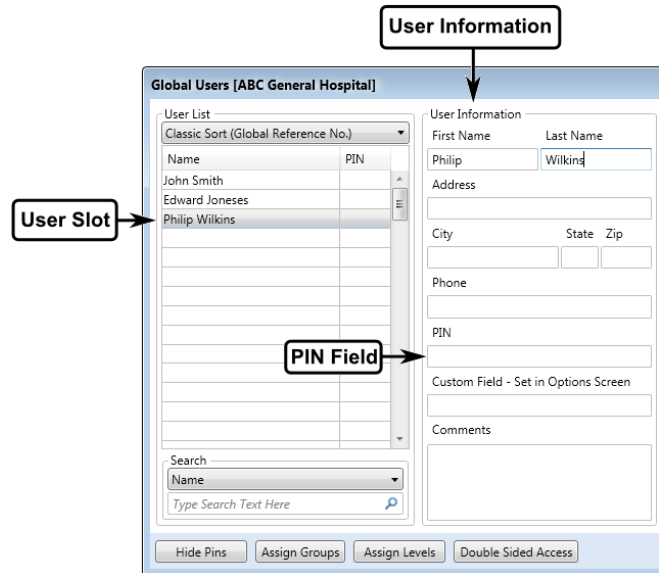 User Information
Global Users [ABC General Hospital]
User List
Classic Sort (Global Reference No.)
Name PIN
John Smith
Edward Joneses
Philip Wilkins
User Slot
User Information
First Name Last Name
Philip Wilkins
Address
City State Zip
Phone
PIN
PIN Field
Custom Field - Set in Options Screen
Comments
Search
Name
Type Search Text Here
Hide Pins Assign Groups Assign Levels Double Sided Access